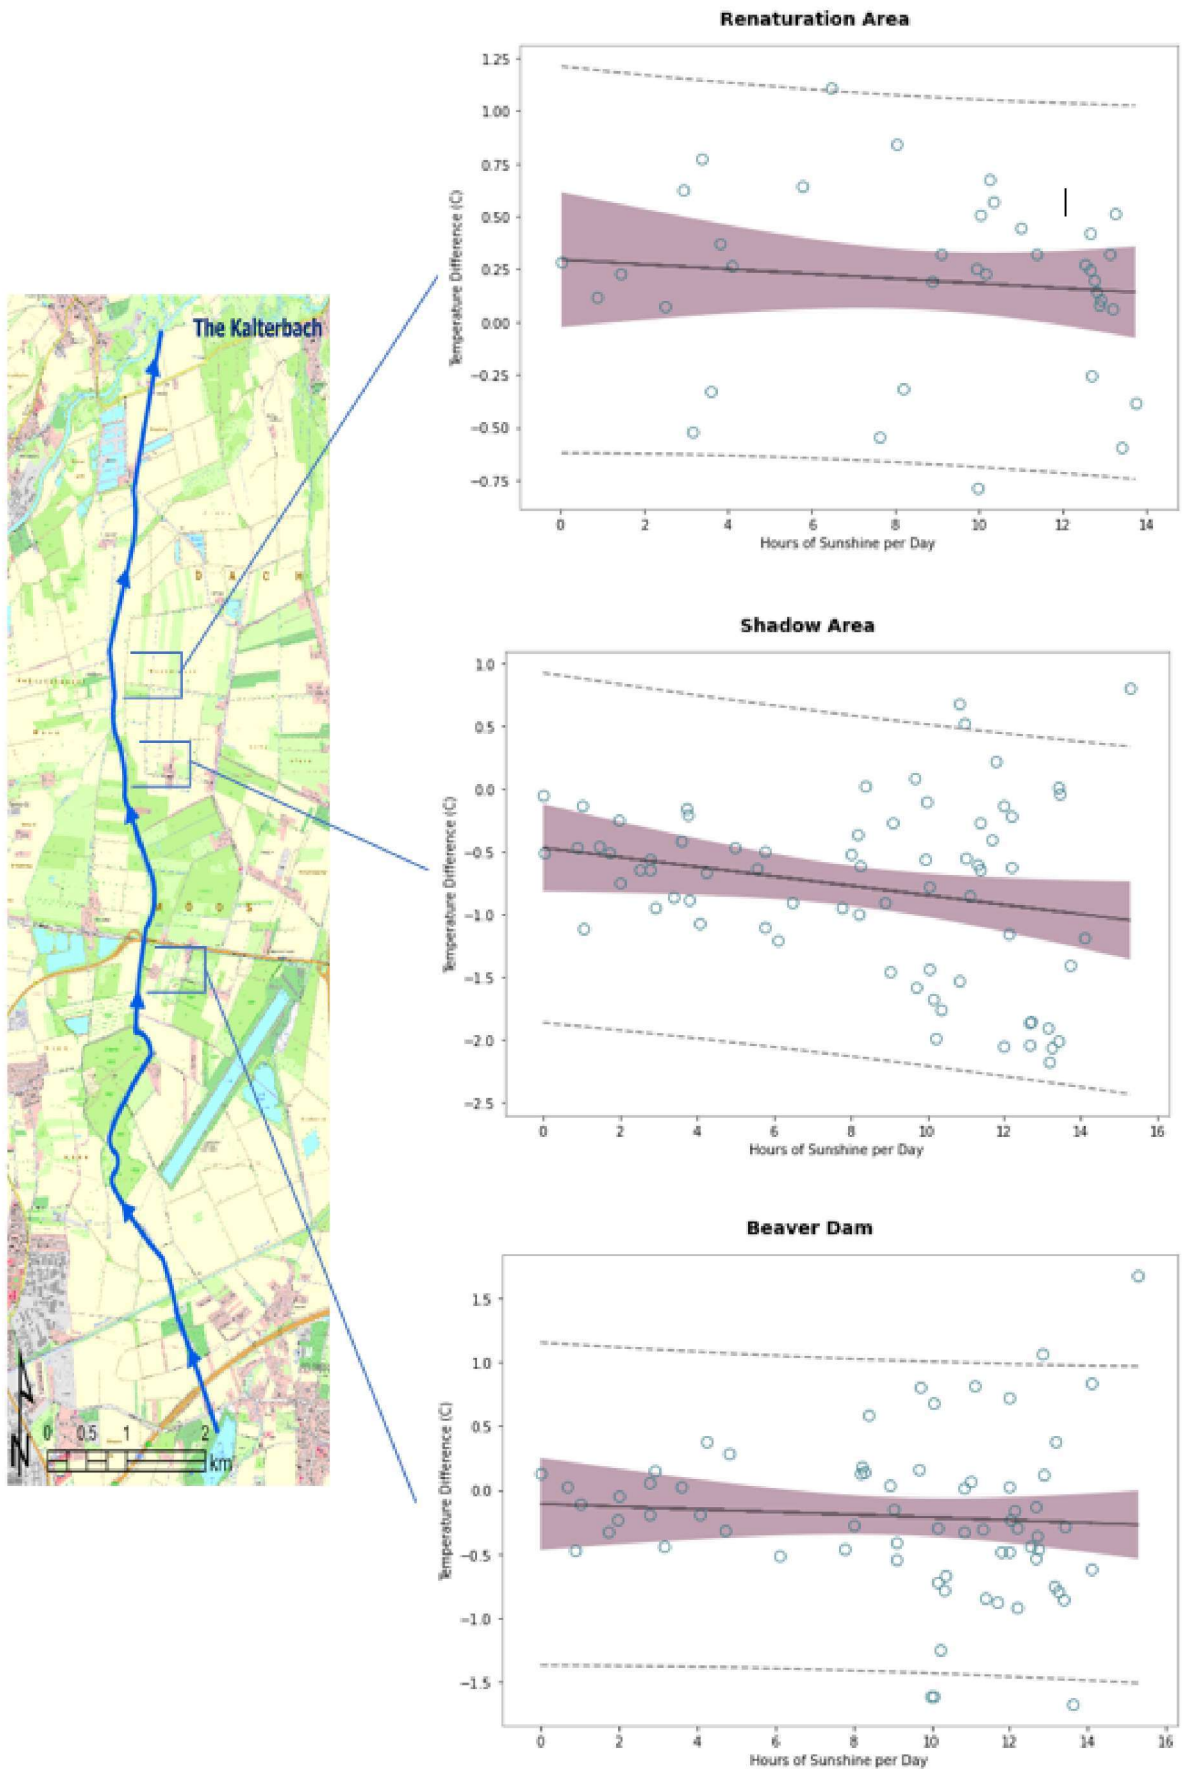 Renaturation Area
1.25
1.00
0.75
0.50
0.25
0.00
−0.25
−0.50
−0.75
Temperature Difference (C)
0 2 4 6 8 10 12 14
Hours of Sunshine per Day
The Kalterbach
D A C H
M O O S
0 0.5 1 2
km
N
Shadow Area
1.0
0.5
0.0
−0.5
−1.0
−1.5
−2.0
−2.5
Temperature Difference (C)
0 2 4 6 8 10 12 14 16
Hours of Sunshine per Day
Beaver Dam
1.5
1.0
0.5
0.0
−0.5
−1.0
−1.5
Temperature Difference (C)
0 2 4 6 8 10 12 14 16
Hours of Sunshine per Day